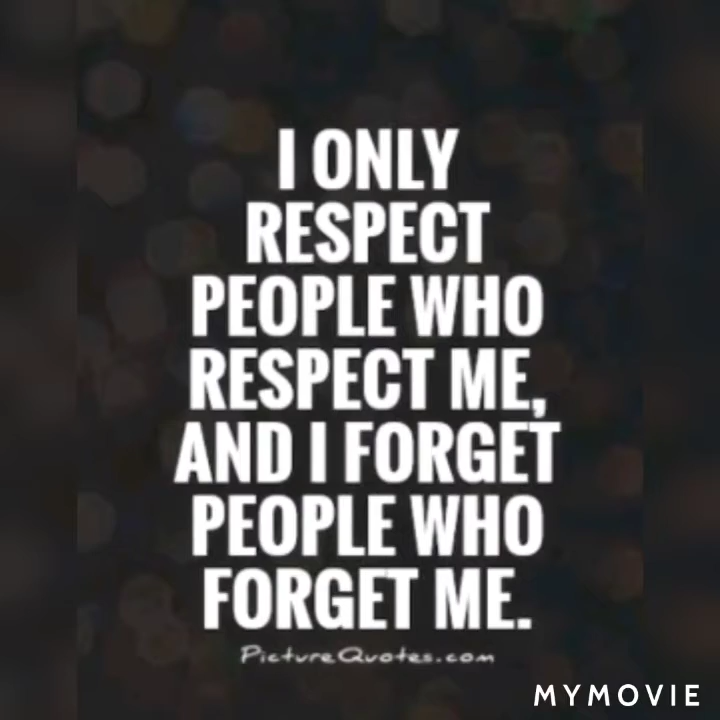 I ONLY
RESPECT
PEOPLE WHO
RESPECT ME,
AND I FORGET
PEOPLE WHO
FORGET ME.
PictureQuotes.com
MYMOVIE